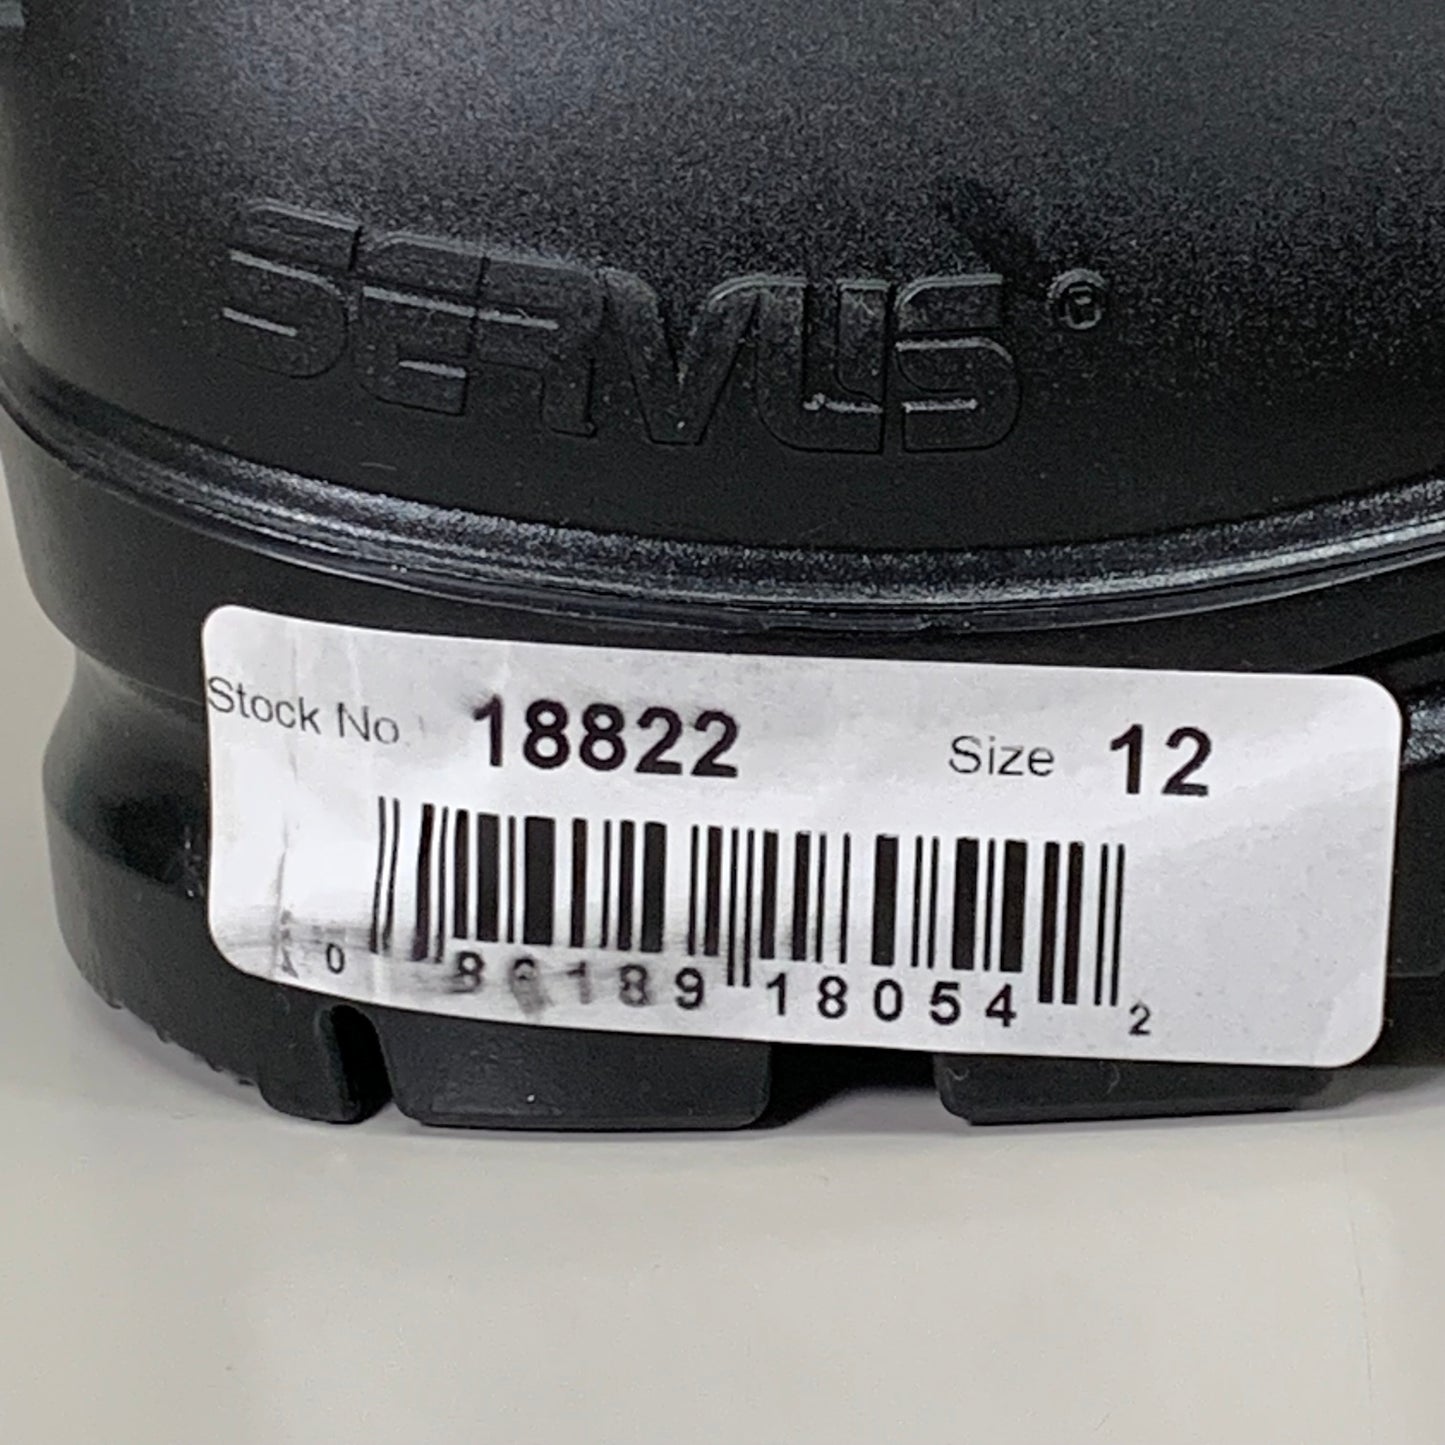 SERVUS ®
Stock No. 18822 Size 12
0 86189 18054 2